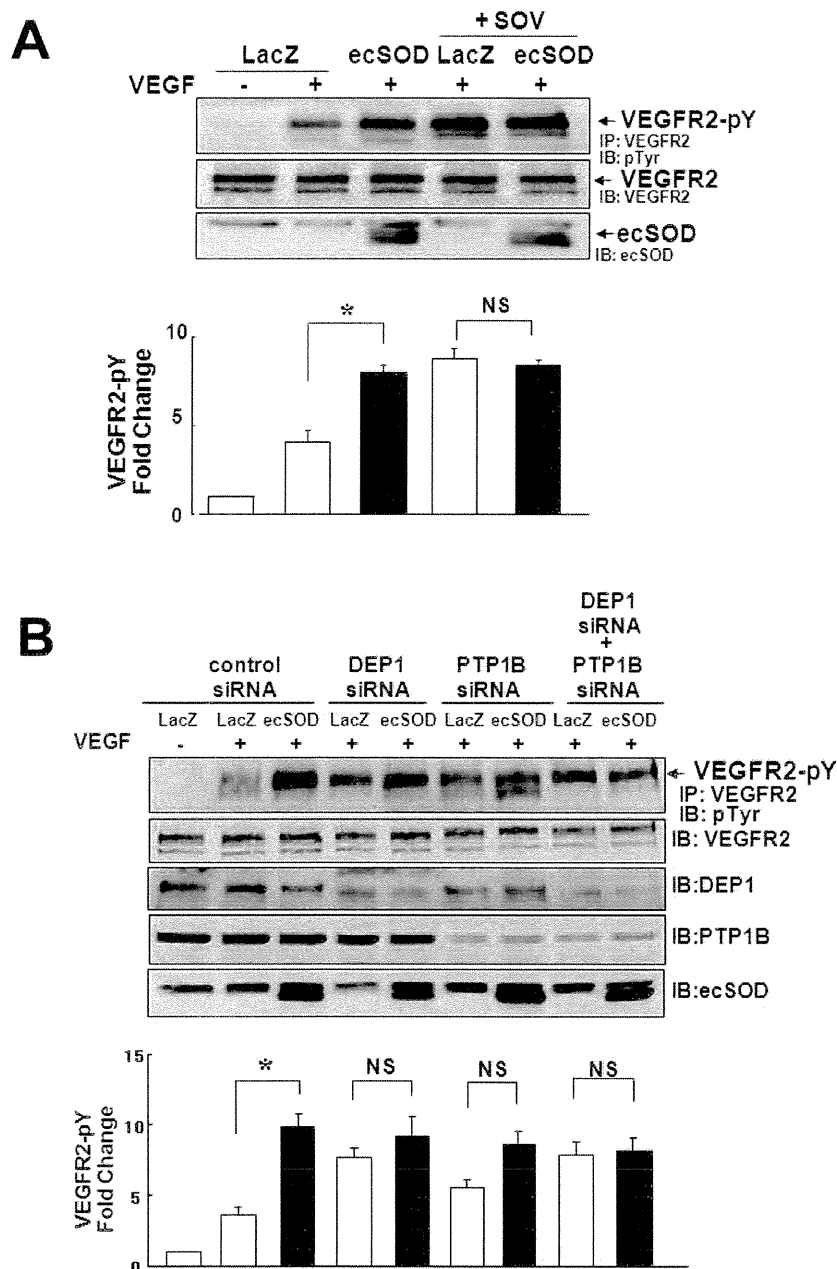 A
+ SOV
LacZ ecSOD LacZ ecSOD
VEGF - + + + +
VEGFR2-pY
IP: VEGFR2
IB: pTyr
VEGFR2
IB: VEGFR2
ecSOD
IB: ecSOD
VEGFR2-pY
Fold Change
10
5
0
*
NS
B
control
siRNA
DEP1
siRNA
PTP1B
siRNA
DEP1
siRNA
+
PTP1B
siRNA
LacZ LacZ ecSOD LacZ ecSOD LacZ ecSOD LacZ ecSOD
VEGF - + + + + + + + +
VEGFR2-pY
IP: VEGFR2
IB: pTyr
IB: VEGFR2
IB:DEP1
IB:PTP1B
IB:ecSOD
VEGFR2-pY
Fold Change
15
10
5
0
*
NS
NS
NS